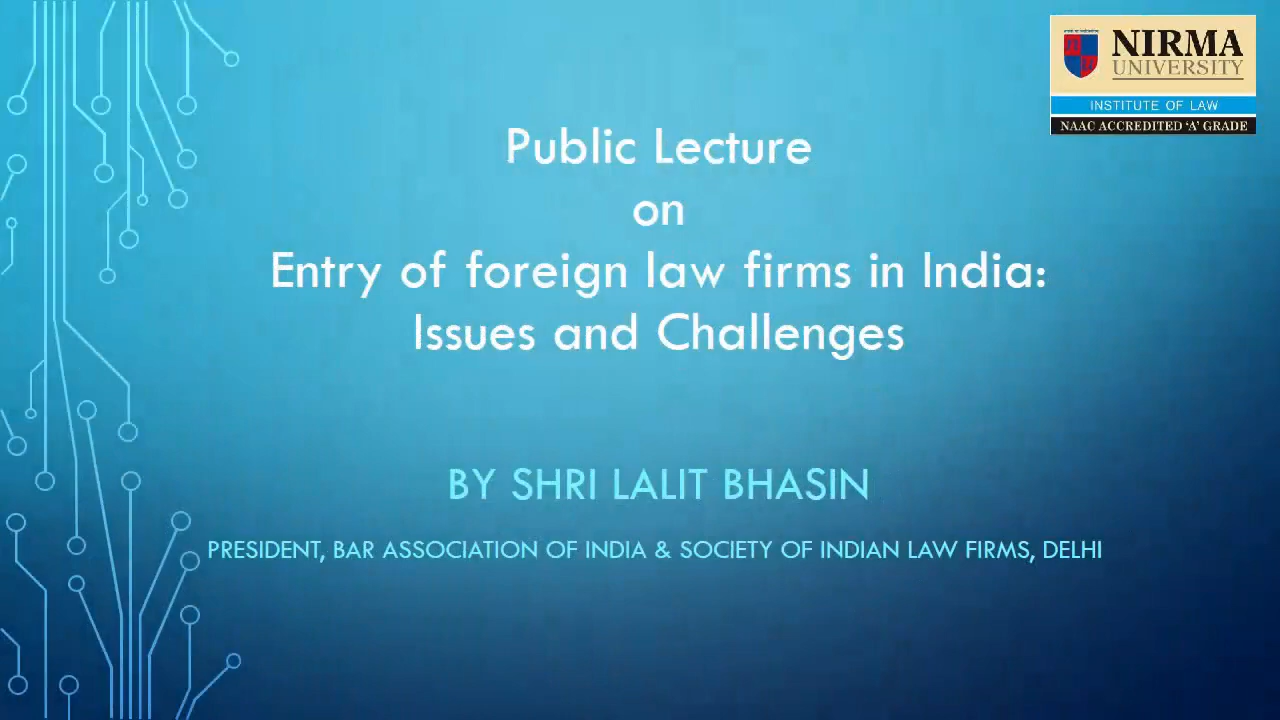 NIRMA
UNIVERSITY
INSTITUTE OF LAW
NAAC ACCREDITED 'A' GRADE
Public Lecture
on
Entry of foreign law firms in India:
Issues and Challenges
BY SHRI LALIT BHASIN
PRESIDENT, BAR ASSOCIATION OF INDIA & SOCIETY OF INDIAN LAW FIRMS, DELHI